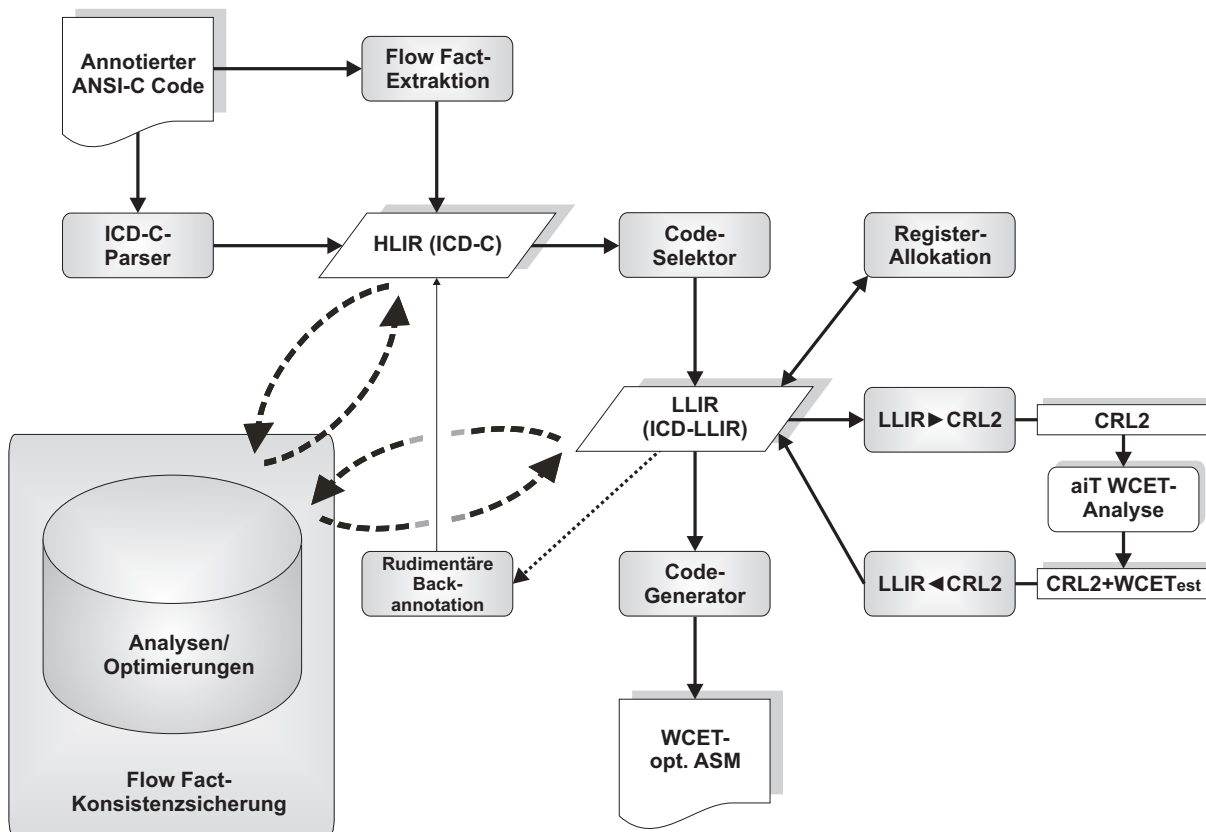 Annotierter
ANSI-C Code
Flow Fact-
Extraktion
ICD-C-
Parser
HLIR (ICD-C)
Code-
Selektor
Register-
Allokation
LLIR
(ICD-LLIR)
LLIR►CRL2
CRL2
aiT WCET-
Analyse
Rudimentäre
Back-
annotation
Code-
Generator
LLIR◄CRL2
CRL2+WCETest
Analysen/
Optimierungen
WCET-
opt. ASM
Flow Fact-
Konsistenzsicherung